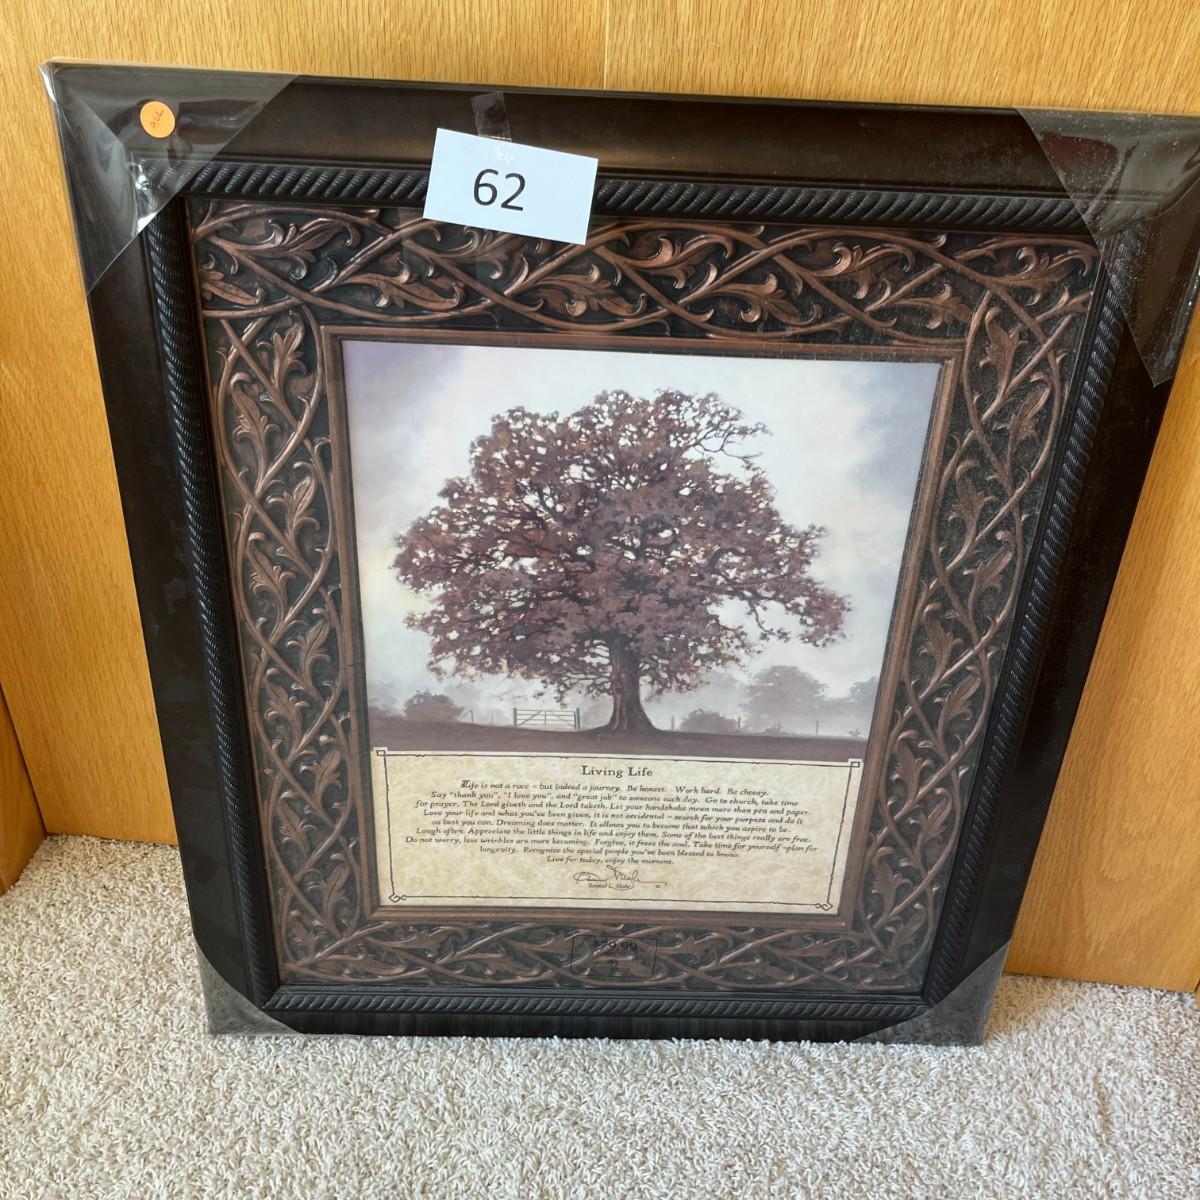 ALL
62
Living Life
Life is not a race - but indeed a journey. Be honest. Work hard. Be choosy.
Say "thank you", "I love you", and "great job" to someone each day. Go to church, take time
for prayer. The Lord giveth and the Lord taketh. Let your handshake mean more than pen and paper.
Love your life and what you've been given, it is not accidental - search for your purpose and do it
as best you can. Dreaming does matter. It allows you to become that which you aspire to be.
Laugh often. Appreciate the little things in life and enjoy them. Some of the best things really are free.
Do not worry, less wrinkles are more becoming. Forgive, it frees the soul. Take time for yourself - plan for
longevity. Recognize the special people you've been blessed to know.
Live for today, enjoy the moment.
Bonnie L. Mohr
$79.99